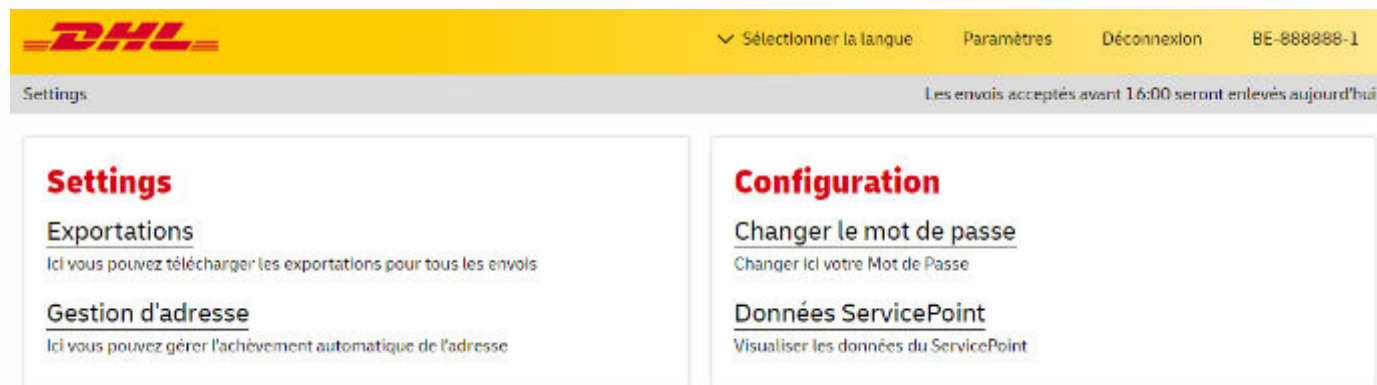 DHL
Sélectionner la langue Paramètres Déconnexion BE-888888-1
Settings Les envois acceptés avant 16:00 seront enlevés aujourd'hui
Settings
Exportations
Ici vous pouvez télécharger les exportations pour tous les envois
Gestion d'adresse
Ici vous pouvez gérer l'achèvement automatique de l'adresse
Configuration
Changer le mot de passe
Changer ici votre Mot de Passe
Données ServicePoint
Visualiser les données du ServicePoint